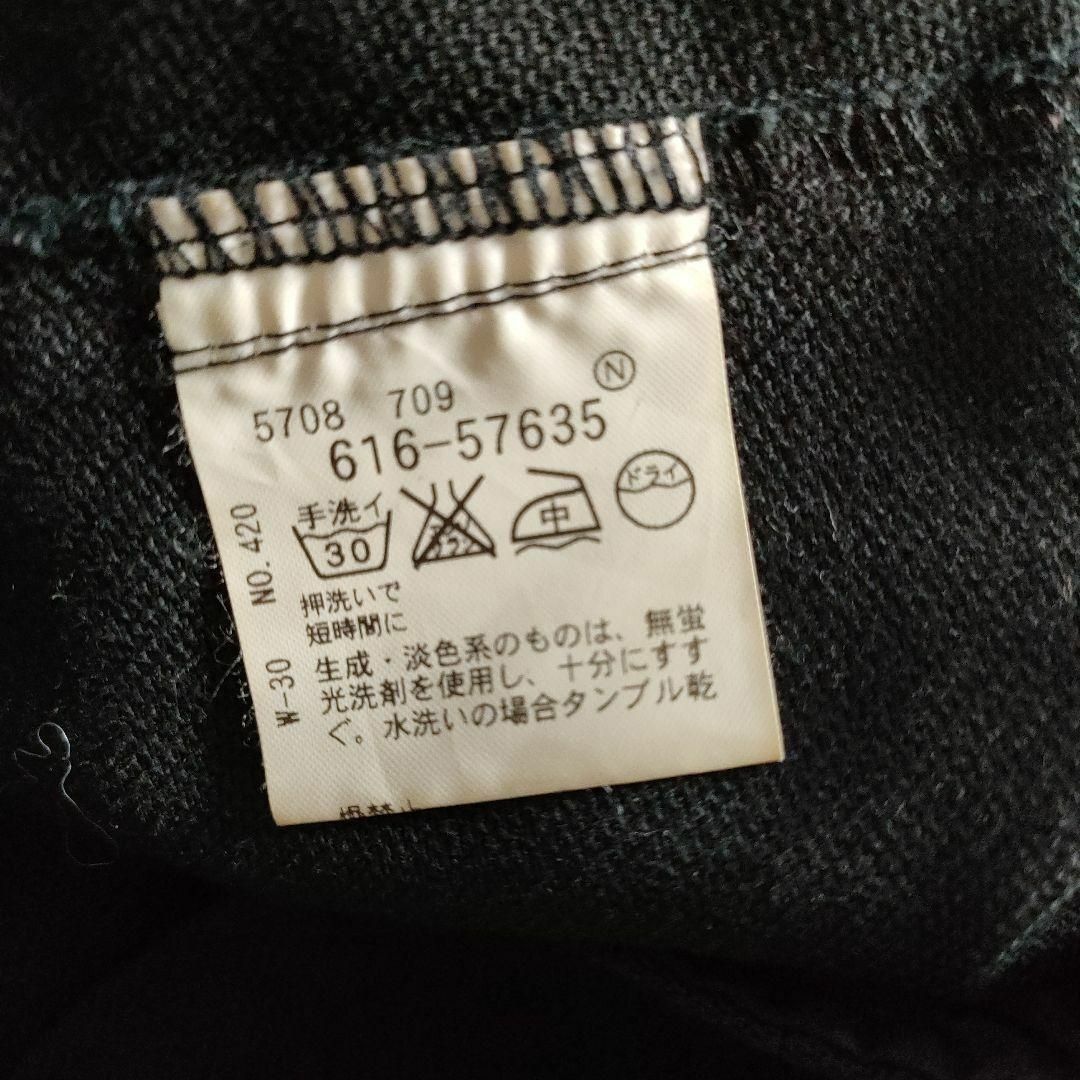 N
5708 709
616-57635
手洗イ
30
中
ドライ
押洗いで
短時間に
生成・淡色系のものは、無蛍
光洗剤を使用し、十分にすす
ぐ。水洗いの場合タンブル乾
NO. 420
W-30